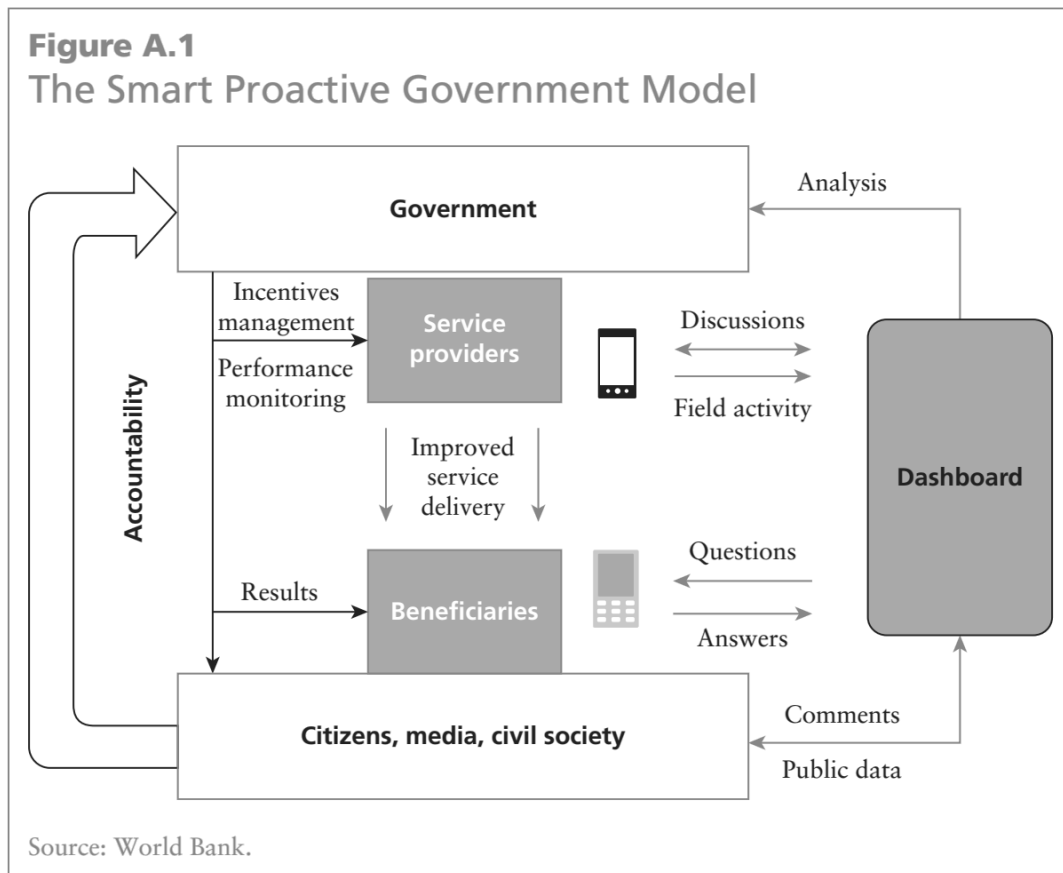 Figure A.1
The Smart Proactive Government Model
Government
Analysis
Incentives
management
Performance
monitoring
Service
providers
Discussions
Field activity
Accountability
Improved
service
delivery
Dashboard
Results
Beneficiaries
Questions
Answers
Citizens, media, civil society
Comments
Public data
Source: World Bank.